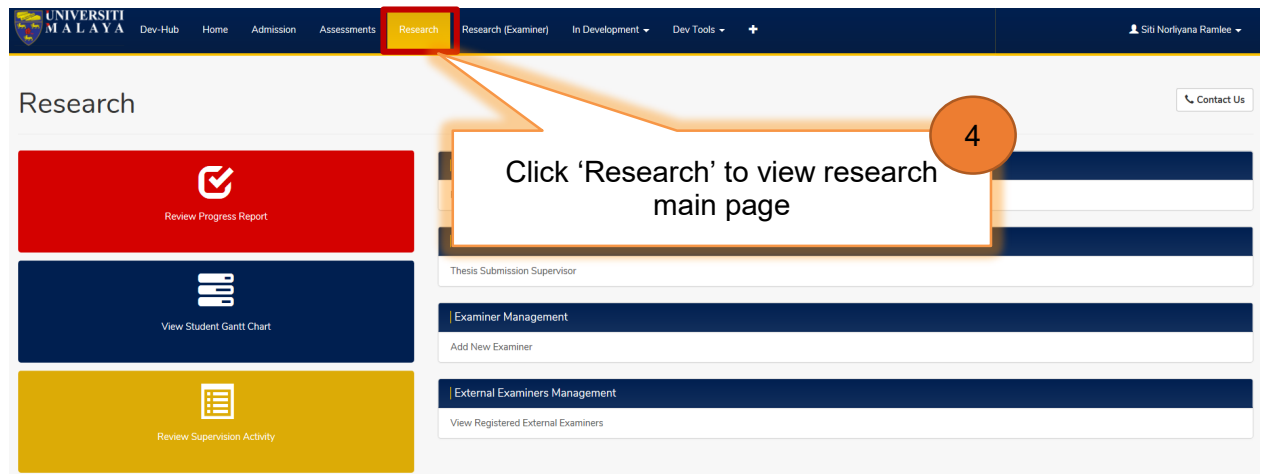 UNIVERSITI
MALAYA
Dev-Hub Home Admission Assessments Research Research (Examiner) In Development Dev Tools Siti Norliyana Ramlee
Research
Contact Us
4
Click ‘Research’ to view research
main page
Review Progress Report
Thesis Submission Supervisor
View Student Gantt Chart
Examiner Management
Add New Examiner
External Examiners Management
View Registered External Examiners
Review Supervision Activity